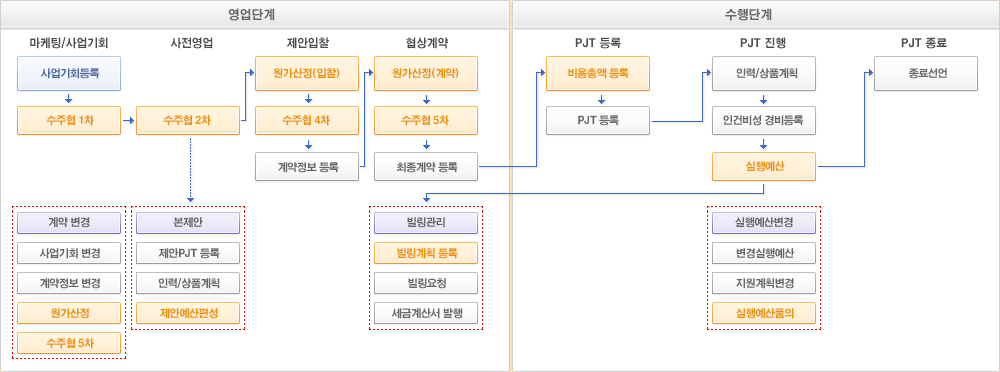 영업단계
수행단계
마케팅/사업기회
사전영업
제안입찰
협상계약
PJT 등록
PJT 진행
PJT 종료
사업기회등록
원가산정(입찰)
원가산정(계약)
비용총액 등록
인력/상품계획
종료선언
수주협 1차
수주협 2차
수주협 4차
수주협 5차
PJT 등록
인건비성 경비등록
계약정보 등록
최종계약 등록
실행예산
계약 변경
사업기회 변경
계약정보 변경
원가산정
수주협 5차
본제안
제안PJT 등록
인력/상품계획
제안예산편성
빌링관리
빌링계획 등록
빌링요청
세금계산서 발행
실행예산변경
변경실행예산
지원계획변경
실행예산품의